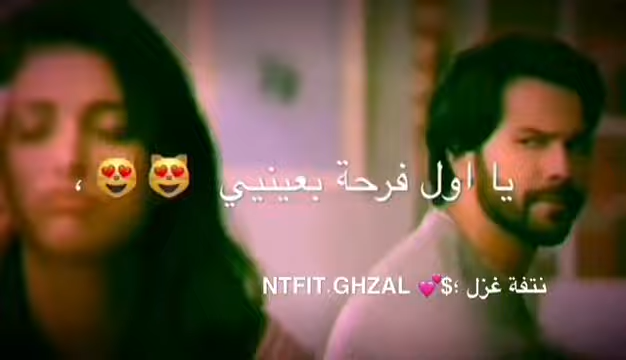 يا اول فرحة بعينيي 😻😍 ،
نتفة غزل ؛$💕 NTFIT.GHZAL